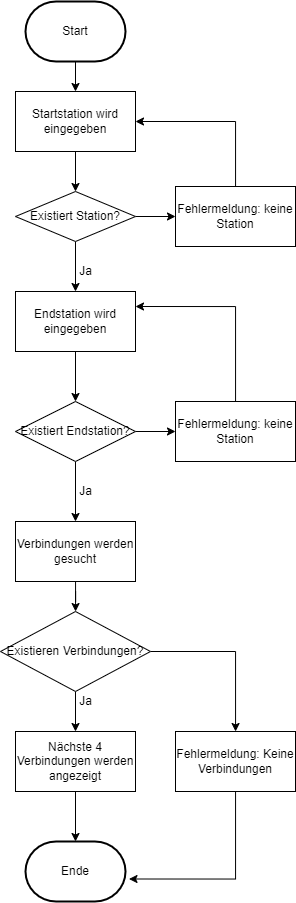 Start
Startstation wird
eingegeben
Existiert Station?
Fehlermeldung: keine
Station
Ja
Endstation wird
eingegeben
Existiert Endstation?
Fehlermeldung: keine
Station
Ja
Verbindungen werden
gesucht
Existieren Verbindungen?
Ja
Nächste 4
Verbindungen werden
angezeigt
Fehlermeldung: Keine
Verbindungen
Ende